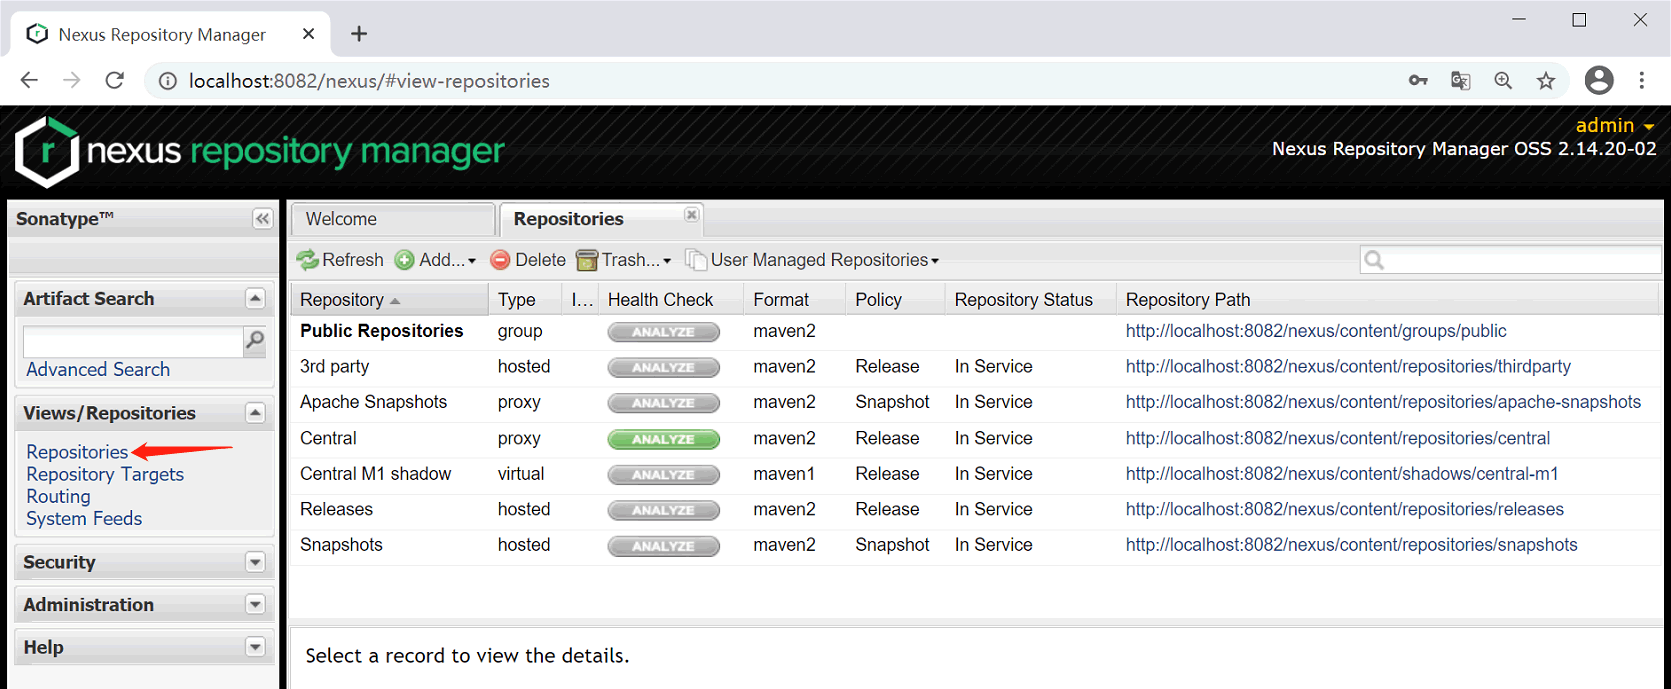 Nexus Repository Manager
localhost:8082/nexus/#view-repositories
nexus repository manager
admin
Nexus Repository Manager OSS 2.14.20-02
Sonatype™
Welcome
Repositories
Refresh Add... Delete Trash... User Managed Repositories
Artifact Search
Advanced Search
Views/Repositories
Repositories
Repository Targets
Routing
System Feeds
Security
Administration
Help
Repository Type I... Health Check Format Policy Repository Status Repository Path
Public Repositories group ANALYZE maven2 http://localhost:8082/nexus/content/groups/public
3rd party hosted ANALYZE maven2 Release In Service http://localhost:8082/nexus/content/repositories/thirdparty
Apache Snapshots proxy ANALYZE maven2 Snapshot In Service http://localhost:8082/nexus/content/repositories/apache-snapshots
Central proxy ANALYZE maven2 Release In Service http://localhost:8082/nexus/content/repositories/central
Central M1 shadow virtual ANALYZE maven1 Release In Service http://localhost:8082/nexus/content/shadows/central-m1
Releases hosted ANALYZE maven2 Release In Service http://localhost:8082/nexus/content/repositories/releases
Snapshots hosted ANALYZE maven2 Snapshot In Service http://localhost:8082/nexus/content/repositories/snapshots
Select a record to view the details.